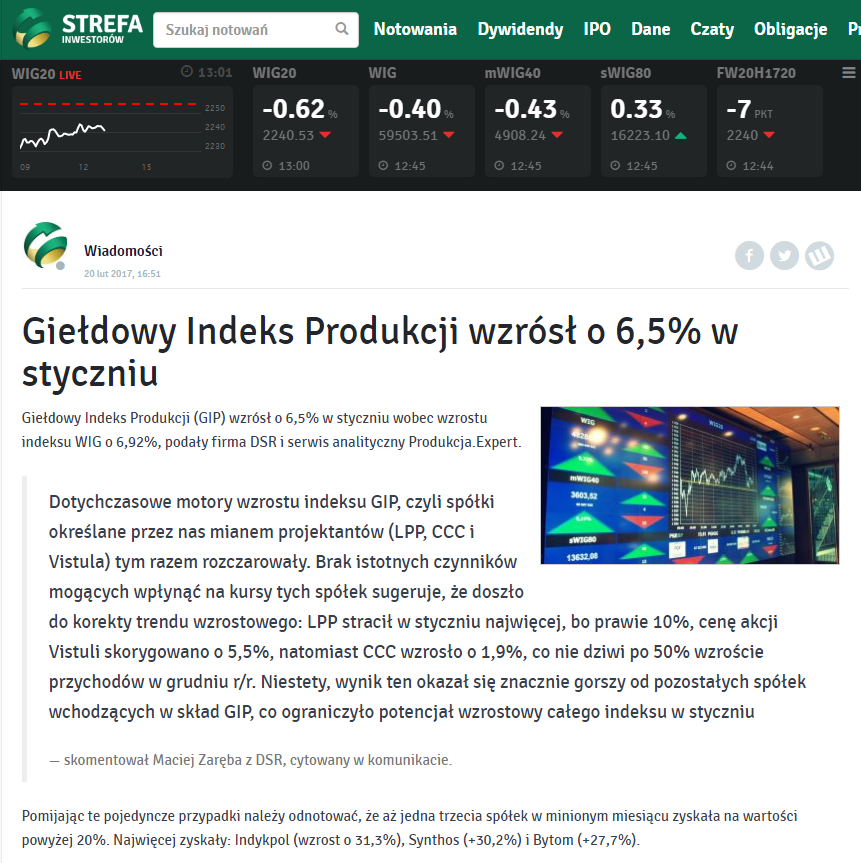 STREFA
INWESTORÓW
Szukaj notowań
Notowania Dywidendy IPO Dane Czaty Obligacje Pr
WIG20 LIVE 13:01
2250
2240
2230
09 12 15
WIG20 WIG mWIG40 sWIG80 FW20H1720
-0.62 % -0.40 % -0.43 % 0.33 % -7 PKT
2240.53 59503.51 4908.24 16223.10 2240
13:00 12:45 12:45 12:45 12:44
Wiadomości
20 lut 2017, 16:51
Giełdowy Indeks Produkcji wzrósł o 6,5% w
styczniu
Giełdowy Indeks Produkcji (GIP) wzrósł o 6,5% w styczniu wobec wzrostu
indeksu WIG o 6,92%, podały firma DSR i serwis analityczny Produkcja.Expert.
WIG
WIG20
mWIG40
3603,52
sWIG80
13632,08
Dotychczasowe motory wzrostu indeksu GIP, czyli spółki
określane przez nas mianem projektantów (LPP, CCC i
Vistula) tym razem rozczarowały. Brak istotnych czynników
mogących wpłynąć na kursy tych spółek sugeruje, że doszło
do korekty trendu wzrostowego: LPP stracił w styczniu najwięcej, bo prawie 10%, cenę akcji
Vistuli skorygowano o 5,5%, natomiast CCC wzrosło o 1,9%, co nie dziwi po 50% wzroście
przychodów w grudniu r/r. Niestety, wynik ten okazał się znacznie gorszy od pozostałych spółek
wchodzących w skład GIP, co ograniczyło potencjał wzrostowy całego indeksu w styczniu
— skomentował Maciej Zaręba z DSR, cytowany w komunikacie.
Pomijając te pojedyncze przypadki należy odnotować, że aż jedna trzecia spółek w minionym miesiącu zyskała na wartości
powyżej 20%. Najwięcej zyskały: Indykpol (wzrost o 31,3%), Synthos (+30,2%) i Bytom (+27,7%).